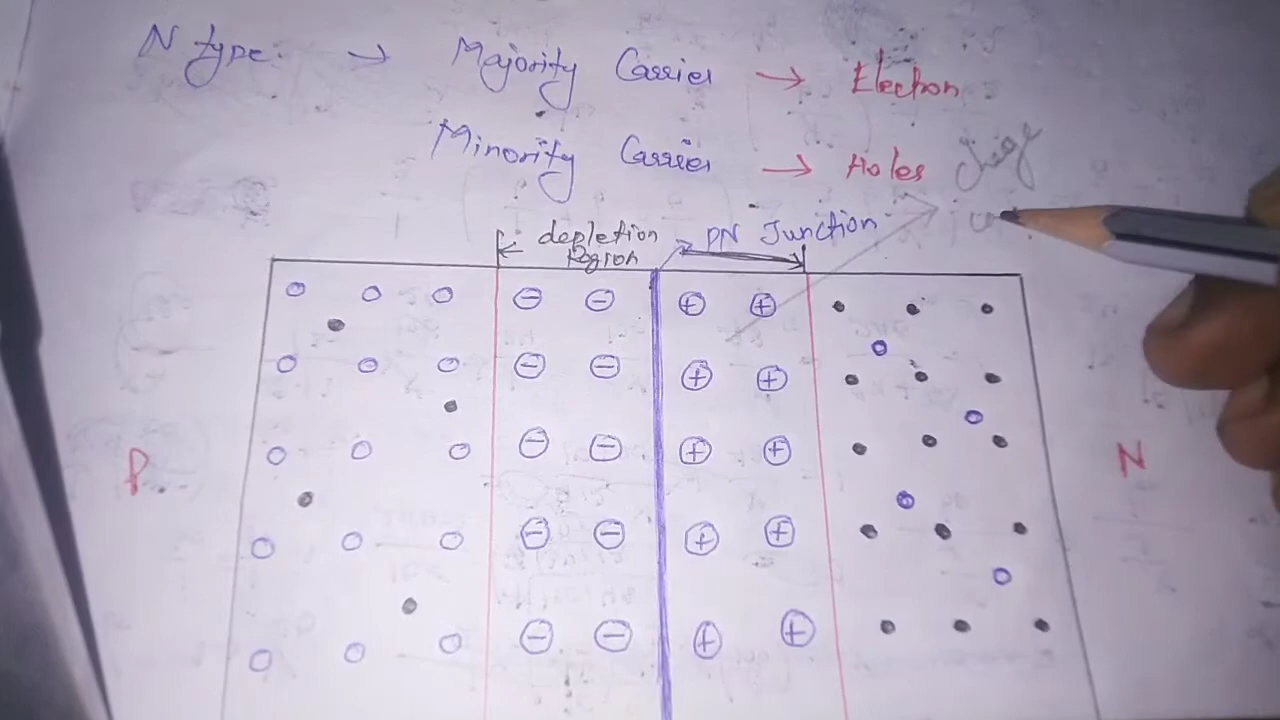 N type: → Majority Carrier → Electron
Minority Carrier → Holes
depletion Region
PN Junction
P
N